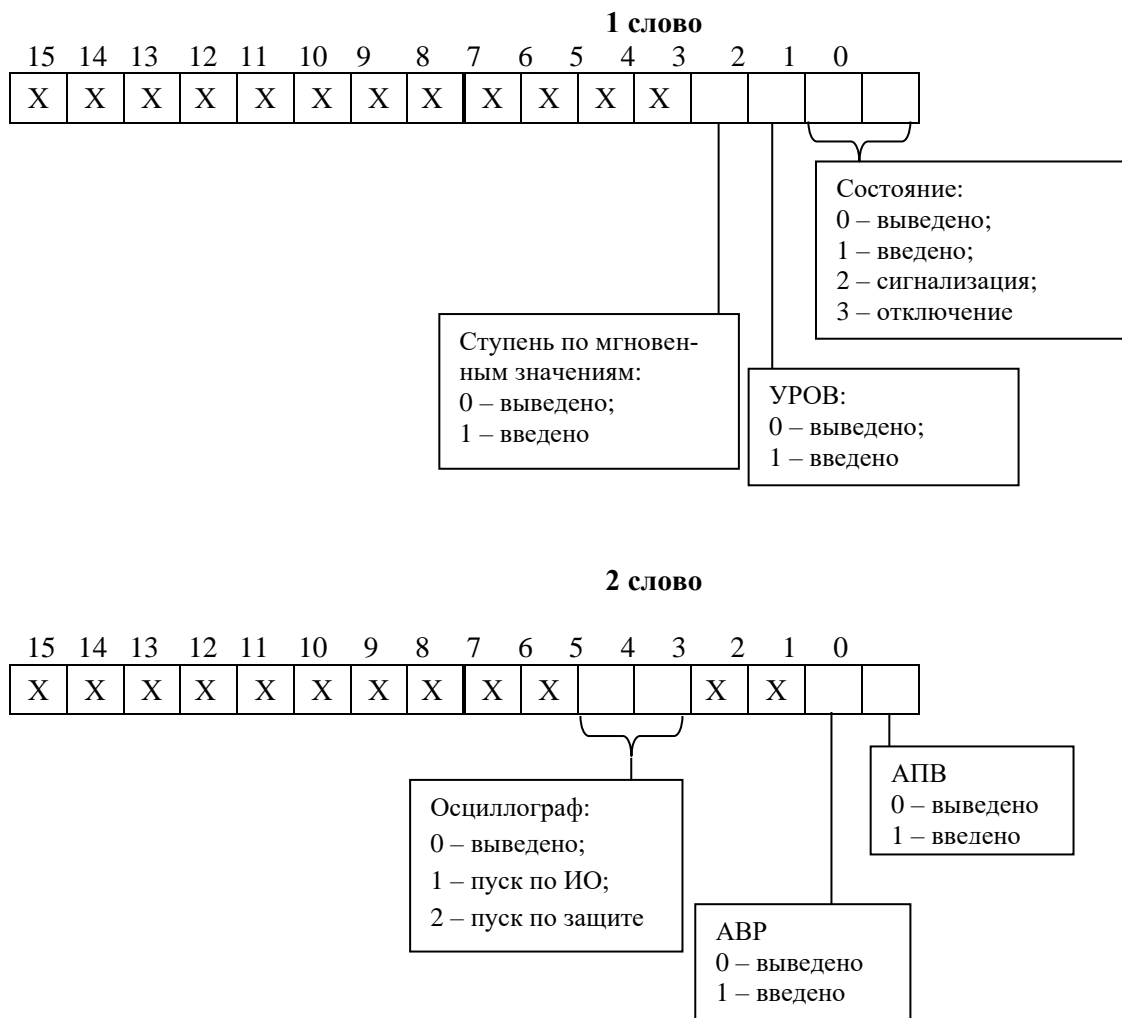 1 слово
15 14 13 12 11 10 9 8 7 6 5 4 3 2 1 0
X X X X X X X X X X X X
Состояние:
0 – выведено;
1 – введено;
2 – сигнализация;
3 – отключение
Ступень по мгновен-
ным значениям:
0 – выведено;
1 – введено
УРОВ:
0 – выведено;
1 – введено
2 слово
15 14 13 12 11 10 9 8 7 6 5 4 3 2 1 0
X X X X X X X X X X X X
АПВ
0 – выведено
1 – введено
Осциллограф:
0 – выведено;
1 – пуск по ИО;
2 – пуск по защите
АВР
0 – выведено
1 – введено